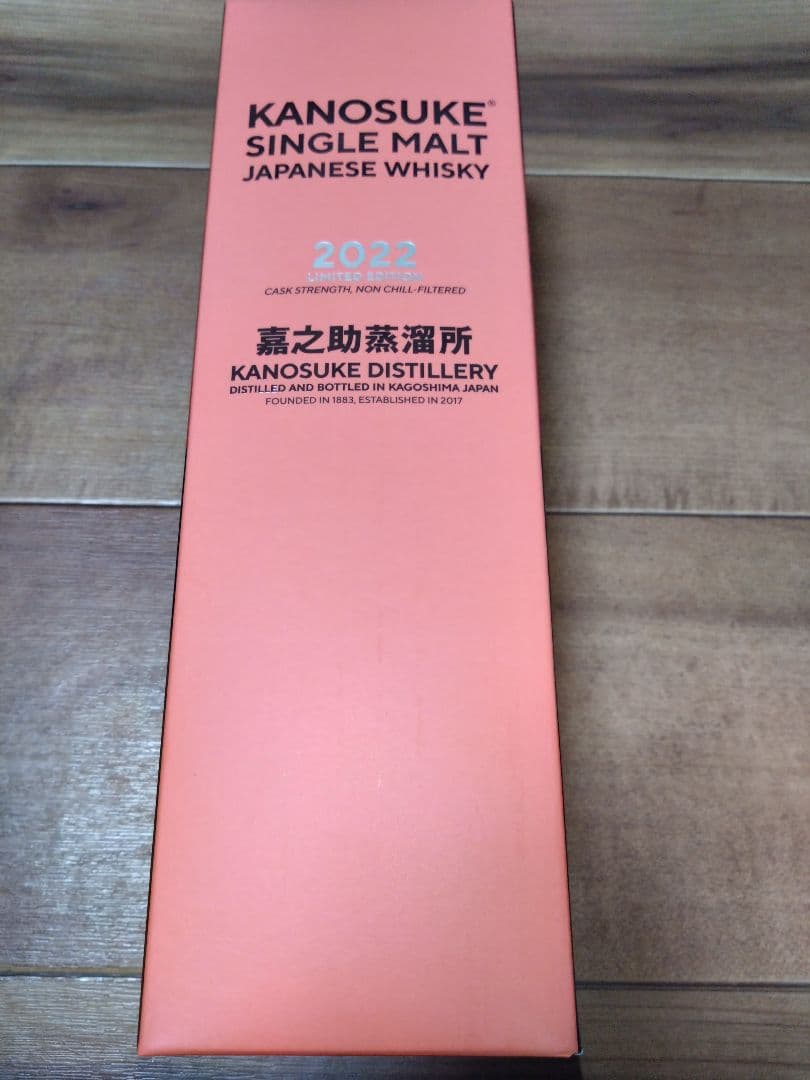 KANOSUKE®
SINGLE MALT
JAPANESE WHISKY
2022
LIMITED EDITION
CASK STRENGTH, NON CHILL-FILTERED
嘉之助蒸溜所
KANOSUKE DISTILLERY
DISTILLED AND BOTTLED IN KAGOSHIMA JAPAN
FOUNDED IN 1883, ESTABLISHED IN 2017